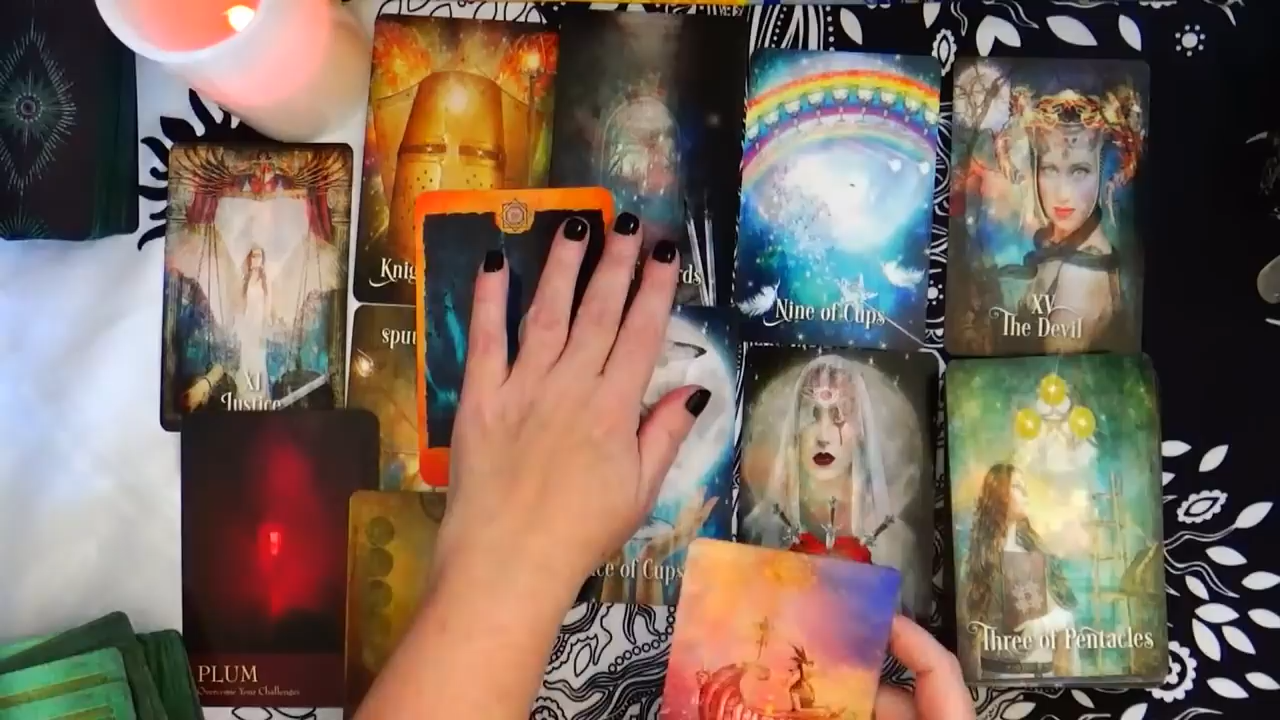 Knig
rds
Nine of Cups
XV
The Devil
XI
Justice
spu
ce of Cups
Three of Pentacles
PLUM
Overcome Your Challenges